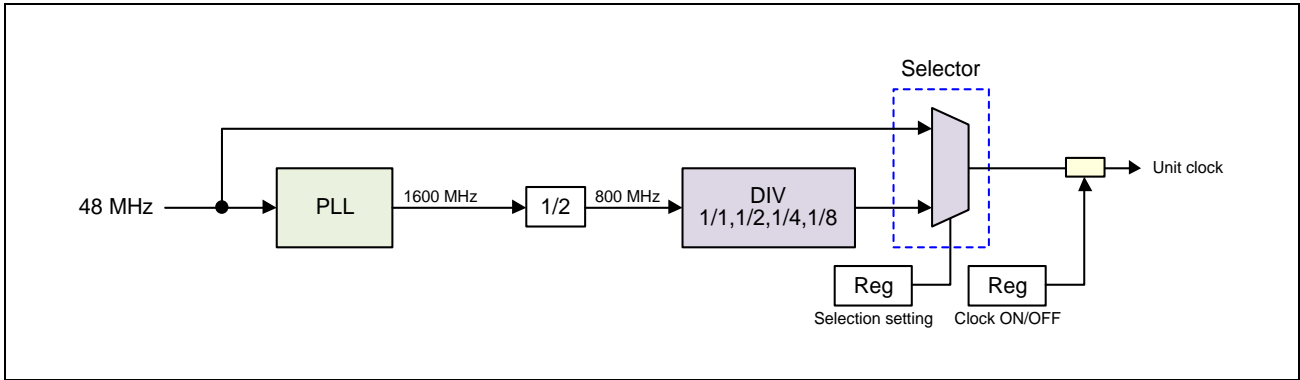 Selector
48 MHz
PLL
1600 MHz
1/2
800 MHz
DIV
1/1,1/2,1/4,1/8
Unit clock
Reg
Selection setting
Reg
Clock ON/OFF